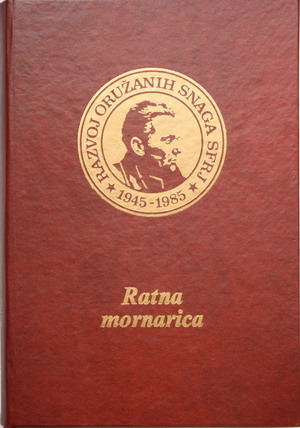 RAZVOJ ORUŽANIH SNAGA SFRJ
★ 1945-1985 ★
Ratna
mornarica